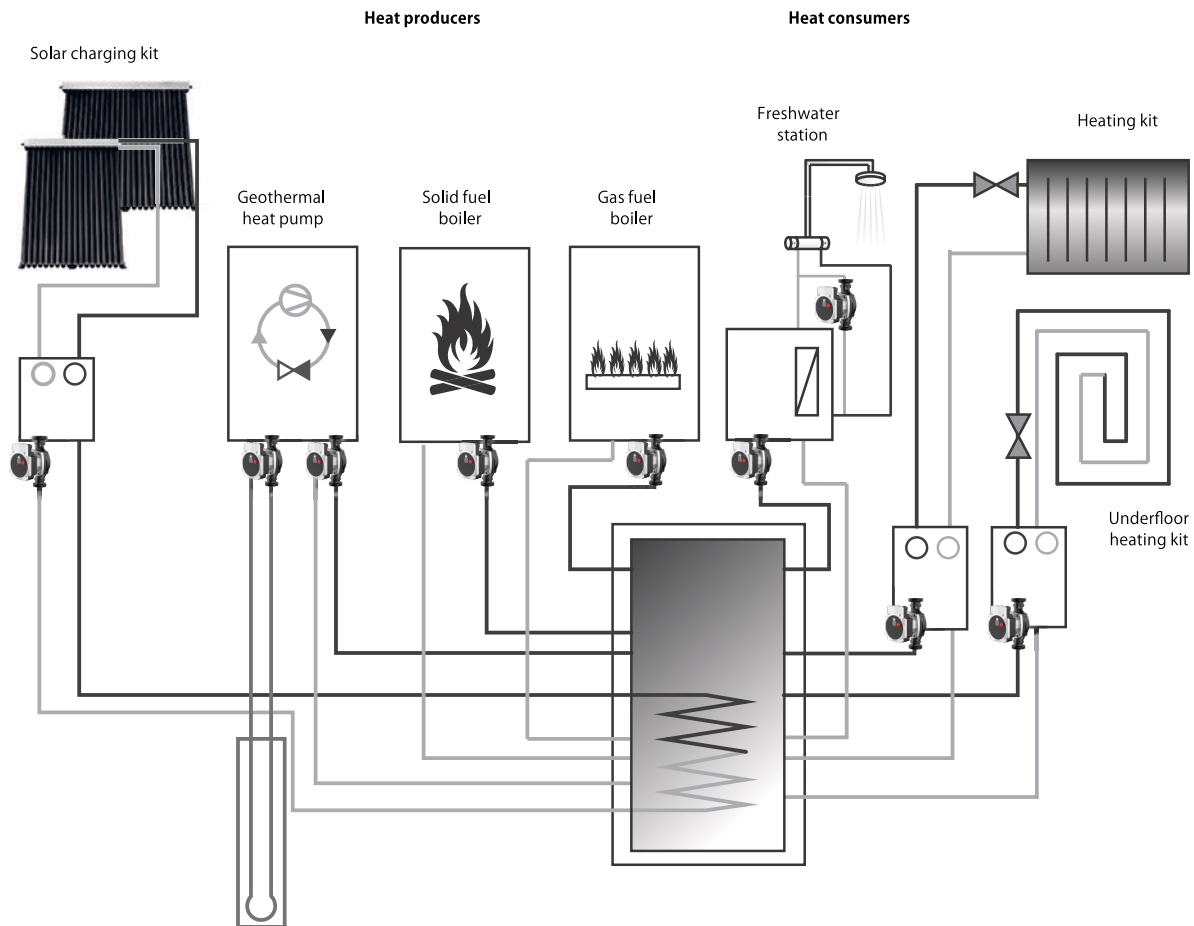 Heat producers
Heat consumers
Solar charging kit
Freshwater
station
Heating kit
Geothermal
heat pump
Solid fuel
boiler
Gas fuel
boiler
Underfloor
heating kit